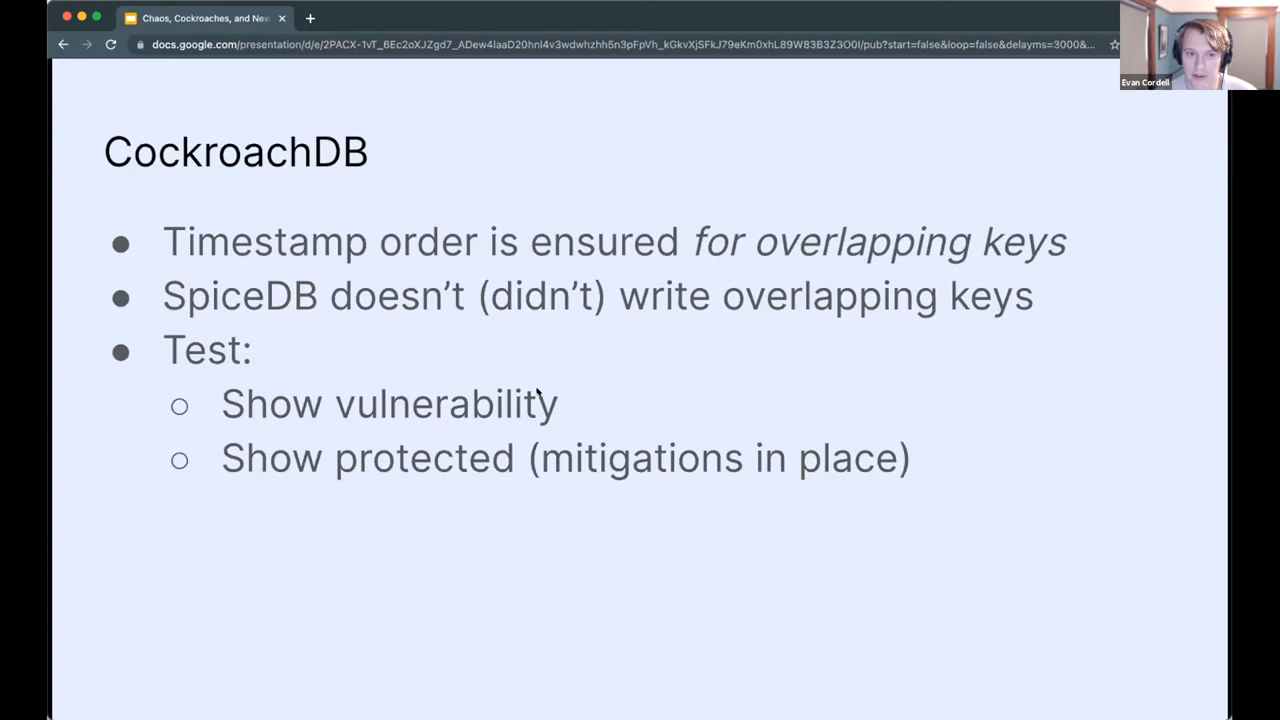 Chaos, Cockroaches, and New
docs.google.com/presentation/d/e/2PACX-1vT_6Ec2oXJZgd7_ADew4IaaD20hnI4v3wdwhzhh5n3pFpVh_kGkvXjSFkJ79eKm0xhL89W83B3Z3O0I/pub?start=false&loop=false&delayms=3000&...
Evan Cordell
CockroachDB
● Timestamp order is ensured for overlapping keys
● SpiceDB doesn’t (didn’t) write overlapping keys
● Test:
○ Show vulnerability
○ Show protected (mitigations in place)